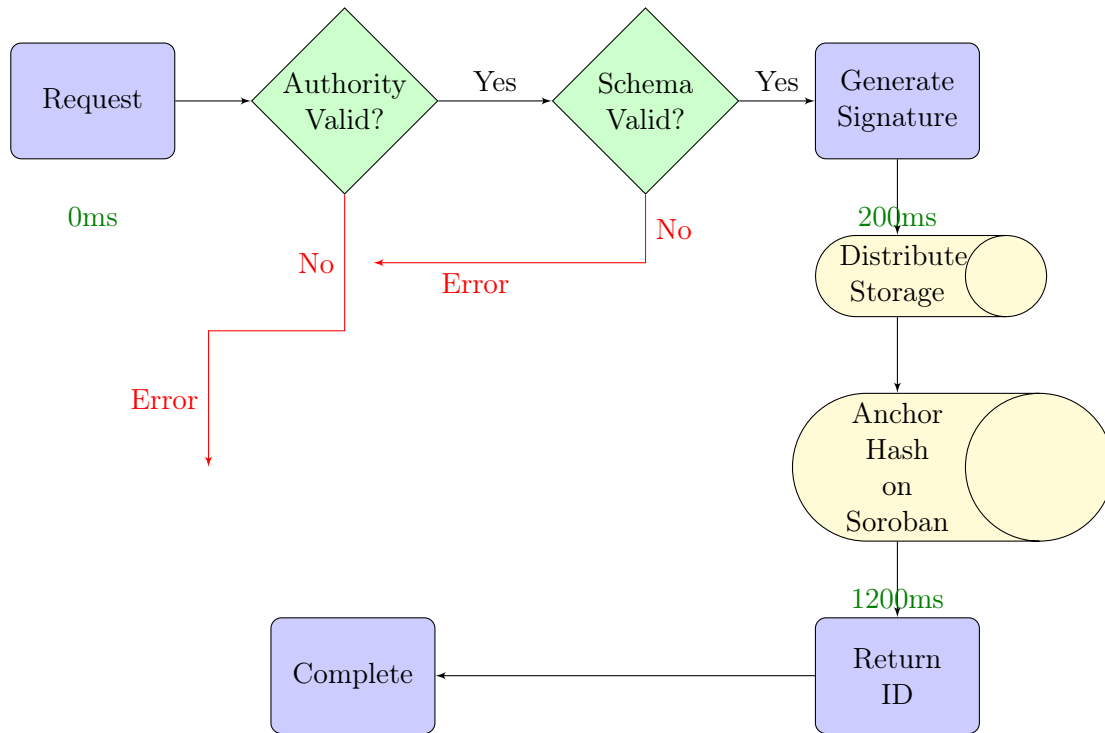 Request
Authority
Valid?
Yes
Schema
Valid?
Yes
Generate
Signature
0ms
No
No
Error
200ms
Distribute
Storage
Error
Anchor
Hash
on
Soroban
1200ms
Complete
Return
ID